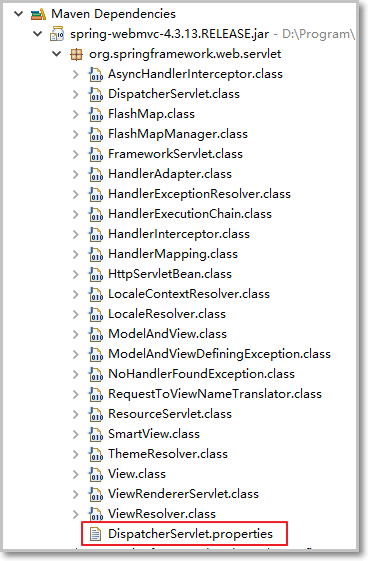 Maven Dependencies
spring-webmvc-4.3.13.RELEASE.jar - D:\Program\
org.springframework.web.servlet
AsyncHandlerInterceptor.class
DispatcherServlet.class
FlashMap.class
FlashMapManager.class
FrameworkServlet.class
HandlerAdapter.class
HandlerExceptionResolver.class
HandlerExecutionChain.class
HandlerInterceptor.class
HandlerMapping.class
HttpServletBean.class
LocaleContextResolver.class
LocaleResolver.class
ModelAndView.class
ModelAndViewDefiningException.class
NoHandlerFoundException.class
RequestToViewNameTranslator.class
ResourceServlet.class
SmartView.class
ThemeResolver.class
View.class
ViewRendererServlet.class
ViewResolver.class
DispatcherServlet.properties